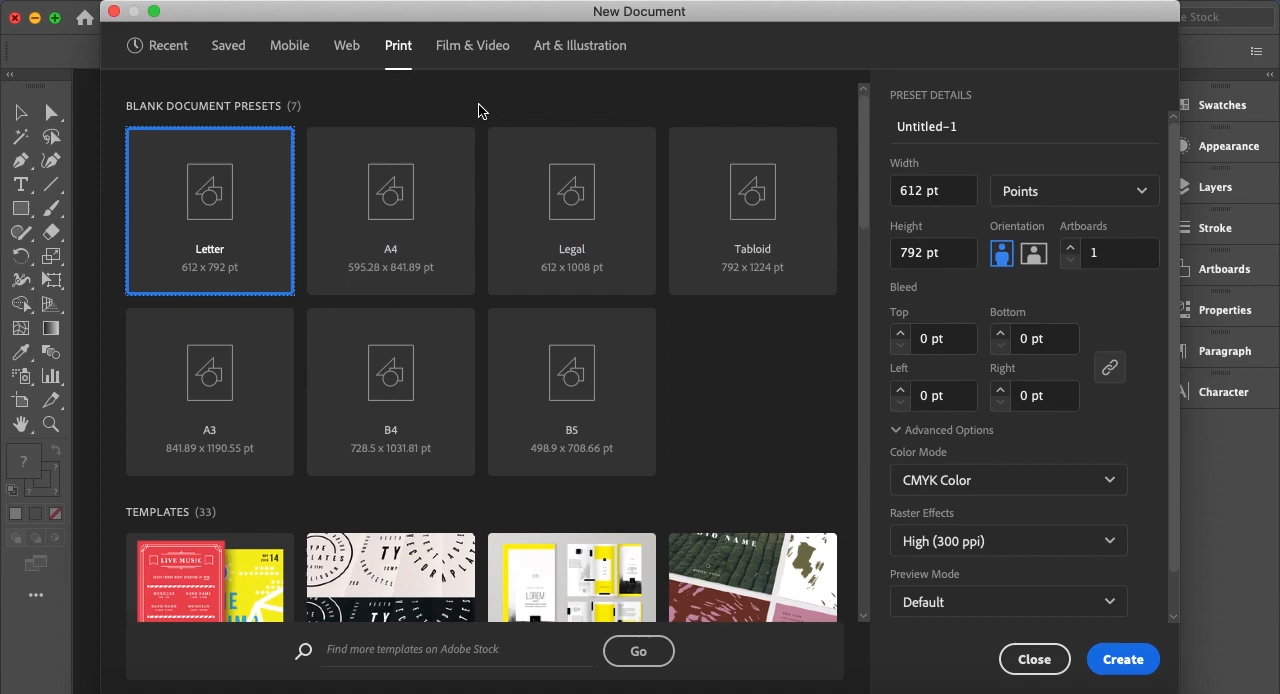 New Document
e Stock
Recent
Saved
Mobile
Web
Print
Film & Video
Art & Illustration
BLANK DOCUMENT PRESETS (7)
Letter
612 x 792 pt
A4
595.28 x 841.89 pt
Legal
612 x 1008 pt
Tabloid
792 x 1224 pt
A3
841.89 x 1190.55 pt
B4
728.5 x 1031.81 pt
B5
498.9 x 708.66 pt
TEMPLATES (33)
LIVE MUSIC
14
LOREM
Find more templates on Adobe Stock
Go
PRESET DETAILS
Untitled-1
Width
612 pt
Points
Height
Orientation
Artboards
792 pt
1
Bleed
Top
Bottom
0 pt
0 pt
Left
Right
0 pt
0 pt
Advanced Options
Color Mode
CMYK Color
Raster Effects
High (300 ppi)
Preview Mode
Default
Close
Create
Swatches
Appearance
Layers
Stroke
Artboards
Properties
Paragraph
Character